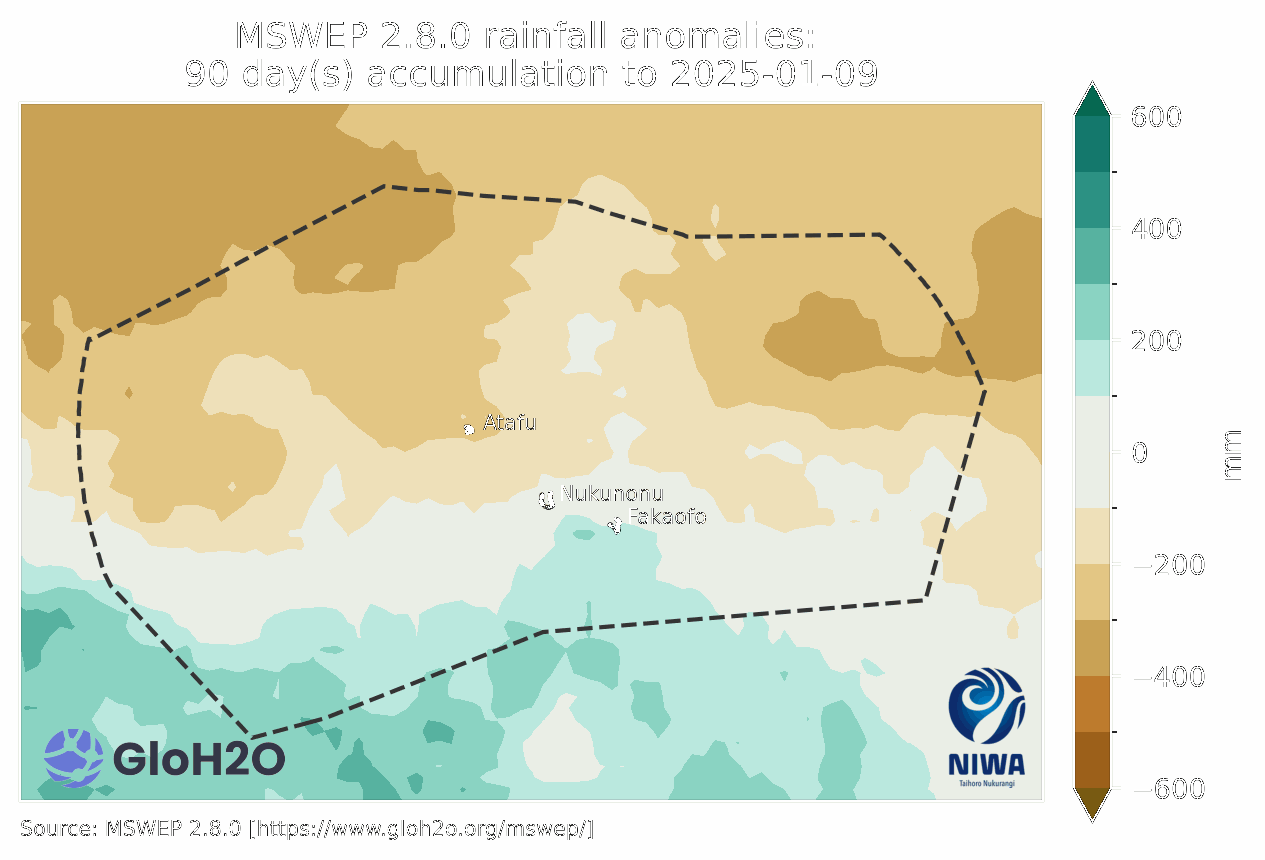 MSWEP 2.8.0 rainfall anomalies:
90 day(s) accumulation to 2025-01-09
600
400
200
0
−200
−400
−600
mm
Atafu
Nukunonu
Fakaofo
GloH2O
NIWA
Taihoro Nukurangi
Source: MSWEP 2.8.0 [https://www.gloh2o.org/mswep/]